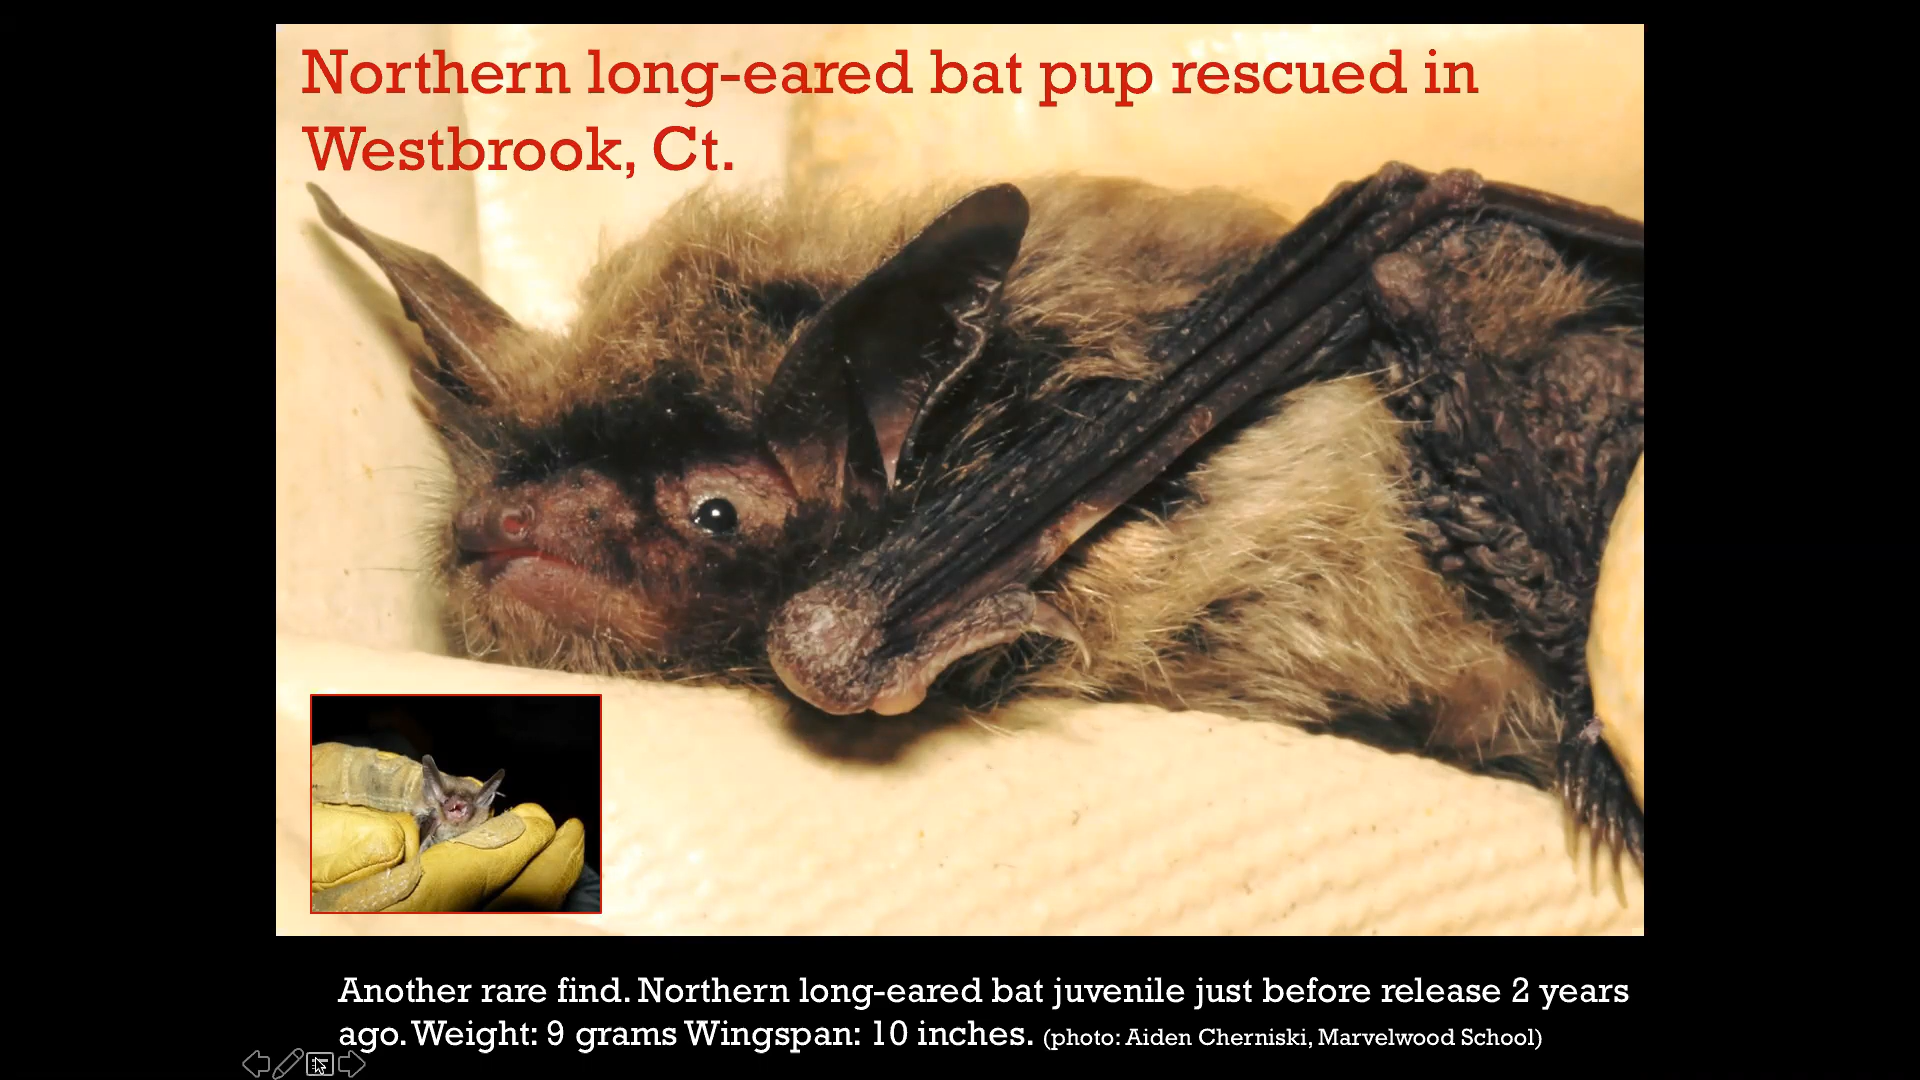 Northern long-eared bat pup rescued in
Westbrook, Ct.
Another rare find. Northern long-eared bat juvenile just before release 2 years
ago. Weight: 9 grams Wingspan: 10 inches. (photo: Aiden Cherniski, Marvelwood School)